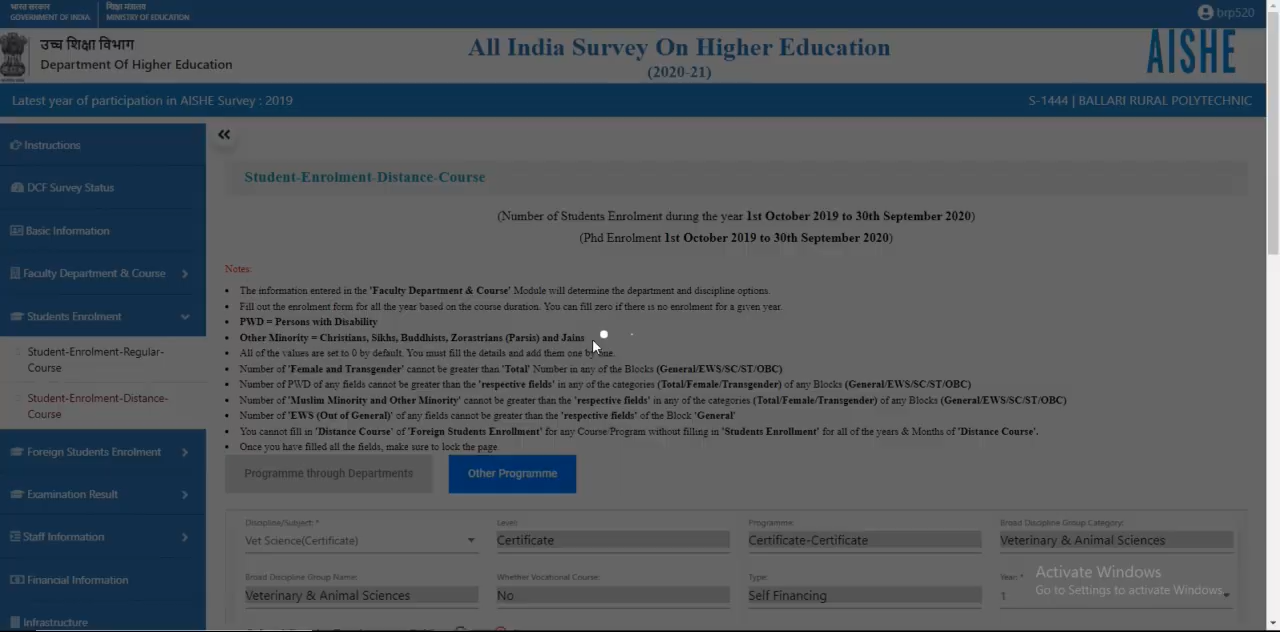 भारत सरकार
GOVERNMENT OF INDIA
शिक्षा मंत्रालय
MINISTRY OF EDUCATION
brp520
उच्च शिक्षा विभाग
Department Of Higher Education
All India Survey On Higher Education
(2020-21)
AISHE
Latest year of participation in AISHE Survey : 2019
S-1444 | BALLARI RURAL POLYTECHNIC
Instructions
DCF Survey Status
Basic Information
Faculty Department & Course
Students Enrolment
Student-Enrolment-Regular-
Course
Student-Enrolment-Distance-
Course
Foreign Students Enrolment
Examination Result
Staff Information
Financial Information
Infrastructure
Student-Enrolment-Distance-Course
(Number of Students Enrolment during the year 1st October 2019 to 30th September 2020)
(Phd Enrolment 1st October 2019 to 30th September 2020)
Notes:
• The information entered in the 'Faculty Department & Course' Module will determine the department and discipline options.
• Fill out the enrolment form for all the year based on the course duration. You can fill zero if there is no enrolment for a given year.
• PWD = Persons with Disability
• Other Minority = Christians, Sikhs, Buddhists, Zorastrians (Parsis) and Jains
• All of the values are set to 0 by default. You must fill the details and add them one by one.
• Number of 'Female and Transgender' cannot be greater than 'Total' Number in any of the Blocks (General/EWS/SC/ST/OBC)
• Number of PWD of any fields cannot be greater than the 'respective fields' in any of the categories (Total/Female/Transgender) of any Blocks (General/EWS/SC/ST/OBC)
• Number of 'Muslim Minority and Other Minority' cannot be greater than the 'respective fields' in any of the categories (Total/Female/Transgender) of any Blocks (General/EWS/SC/ST/OBC)
• Number of 'EWS (Out of General)' of any fields cannot be greater than the 'respective fields' of the Block 'General'
• You cannot fill in 'Distance Course' of 'Foreign Students Enrollment' for any Course/Program without filling in 'Students Enrollment' for all of the years & Months of 'Distance Course'.
• Once you have filled all the fields, make sure to lock the page
Programme through Departments
Other Programme
Discipline/Subject: *
Vet Science(Certificate)
Level:
Certificate
Programme:
Certificate-Certificate
Broad Discipline Group Category:
Veterinary & Animal Sciences
Broad Discipline Group Name:
Veterinary & Animal Sciences
Whether Vocational Course:
No
Type:
Self Financing
Year: *
1
Activate Windows
Go to Settings to activate Windows.